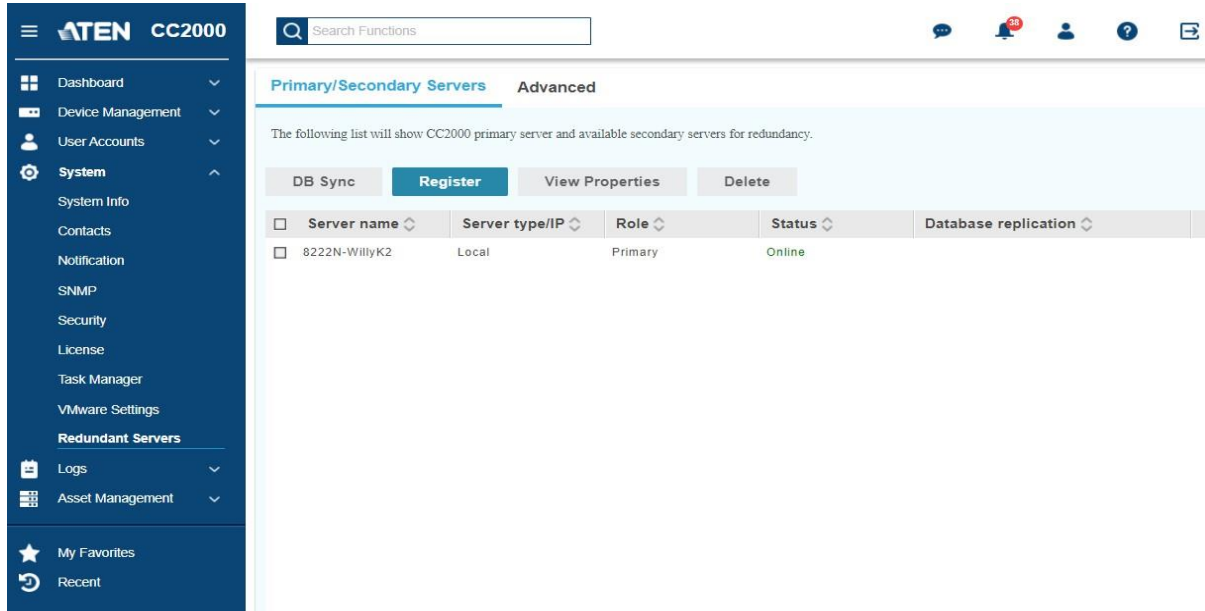 ATEN CC2000
Search Functions
38
Dashboard
Device Management
User Accounts
System
System Info
Contacts
Notification
SNMP
Security
License
Task Manager
VMware Settings
Redundant Servers
Logs
Asset Management
My Favorites
Recent
Primary/Secondary Servers Advanced
The following list will show CC2000 primary server and available secondary servers for redundancy.
DB Sync Register View Properties Delete
Server name Server type/IP Role Status Database replication
8222N-WillyK2 Local Primary Online